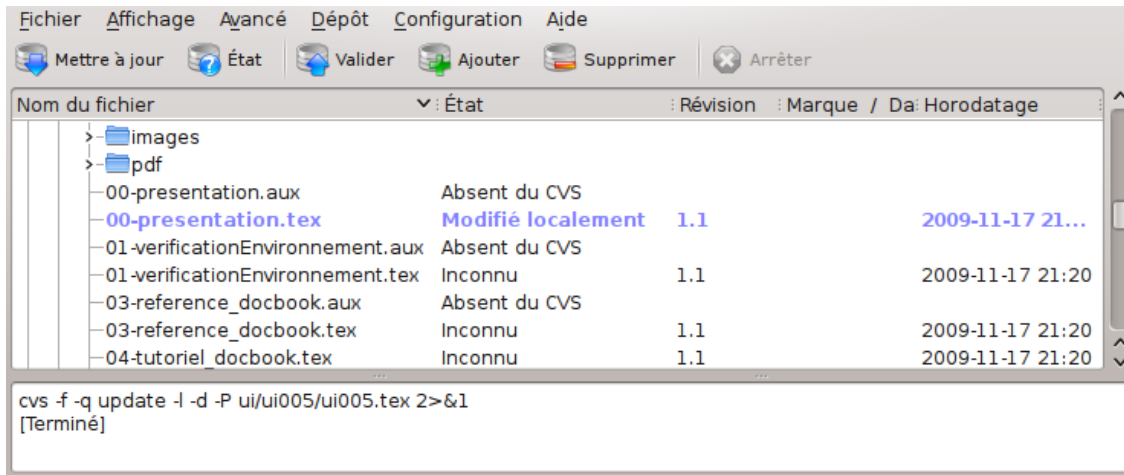 Fichier Affichage Avancé Dépôt Configuration Aide
Mettre à jour État Valider Ajouter Supprimer Arrêter
Nom du fichier État Révision Marque / Da Horodatage
images
pdf
00-presentation.aux Absent du CVS
00-presentation.tex Modifié localement 1.1 2009-11-17 21...
01-verificationEnvironnement.aux Absent du CVS
01-verificationEnvironnement.tex Inconnu 1.1 2009-11-17 21:20
03-reference_docbook.aux Absent du CVS
03-reference_docbook.tex Inconnu 1.1 2009-11-17 21:20
04-tutoriel_docbook.tex Inconnu 1.1 2009-11-17 21:20
cvs -f -q update -l -d -P ui/ui005/ui005.tex 2>&1
[Terminé]